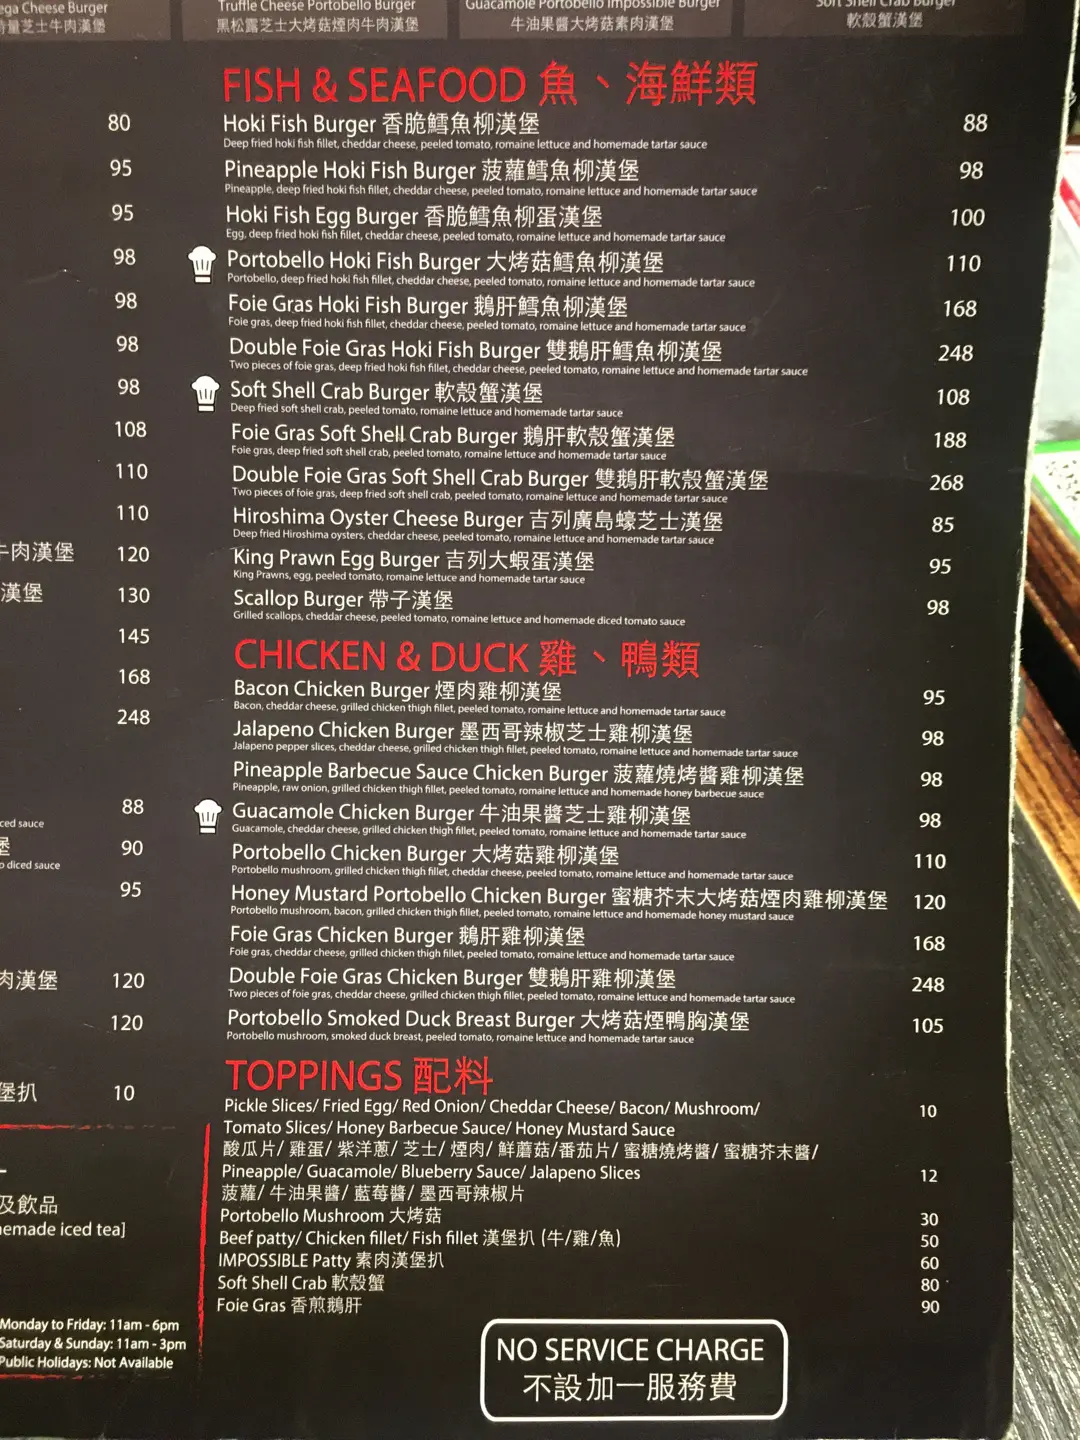 ega Cheese Burger
芝士牛肉漢堡
Truffle Cheese Portobello Burger
黑松露芝士大烤菇煙肉牛肉漢堡
Guacamole Portobello Impossible Burger
牛油果醬大烤菇素肉漢堡
Soft Shell Crab Burger
軟殼蟹漢堡
80
95
95
98
98
98
98
108
110
110
牛肉漢堡 120
漢堡 130
145
168
248
88
ced sauce
堡 90
o diced sauce
95
肉漢堡 120
120
堡扒 10
及飲品
emade iced tea]
Monday to Friday: 11am - 6pm
Saturday & Sunday: 11am - 3pm
Public Holidays: Not Available
FISH & SEAFOOD 魚、海鮮類
Hoki Fish Burger 香脆鱈魚柳漢堡 88
Deep fried hoki fish fillet, cheddar cheese, peeled tomato, romaine lettuce and homemade tartar sauce
Pineapple Hoki Fish Burger 菠蘿鱈魚柳漢堡 98
Pineapple, deep fried hoki fish fillet, cheddar cheese, peeled tomato, romaine lettuce and homemade tartar sauce
Hoki Fish Egg Burger 香脆鱈魚柳蛋漢堡 100
Egg, deep fried hoki fish fillet, cheddar cheese, peeled tomato, romaine lettuce and homemade tartar sauce
Portobello Hoki Fish Burger 大烤菇鱈魚柳漢堡 110
Portobello, deep fried hoki fish fillet, cheddar cheese, peeled tomato, romaine lettuce and homemade tartar sauce
Foie Gras Hoki Fish Burger 鵝肝鱈魚柳漢堡 168
Foie gras, deep fried hoki fish fillet, cheddar cheese, peeled tomato, romaine lettuce and homemade tartar sauce
Double Foie Gras Hoki Fish Burger 雙鵝肝鱈魚柳漢堡 248
Two pieces of foie gras, deep fried hoki fish fillet, cheddar cheese, peeled tomato, romaine lettuce and homemade tartar sauce
Soft Shell Crab Burger 軟殼蟹漢堡 108
Deep fried soft shell crab, peeled tomato, romaine lettuce and homemade tartar sauce
Foie Gras Soft Shell Crab Burger 鵝肝軟殼蟹漢堡 188
Foie gras, deep fried soft shell crab, peeled tomato, romaine lettuce and homemade tartar sauce
Double Foie Gras Soft Shell Crab Burger 雙鵝肝軟殼蟹漢堡 268
Two pieces of foie gras, deep fried soft shell crab, peeled tomato, romaine lettuce and homemade tartar sauce
Hiroshima Oyster Cheese Burger 吉列廣島蠔芝士漢堡 85
Deep fried Hiroshima oysters, cheddar cheese, peeled tomato, romaine lettuce and homemade tartar sauce
King Prawn Egg Burger 吉列大蝦蛋漢堡 95
King Prawns, egg, peeled tomato, romaine lettuce and homemade tartar sauce
Scallop Burger 帶子漢堡 98
Grilled scallops, cheddar cheese, peeled tomato, romaine lettuce and homemade diced tomato sauce
CHICKEN & DUCK 雞、鴨類
Bacon Chicken Burger 煙肉雞柳漢堡 95
Bacon, cheddar cheese, grilled chicken thigh fillet, peeled tomato, romaine lettuce and homemade tartar sauce
Jalapeno Chicken Burger 墨西哥辣椒芝士雞柳漢堡 98
Jalapeno pepper slices, cheddar cheese, grilled chicken thigh fillet, peeled tomato, romaine lettuce and homemade tartar sauce
Pineapple Barbecue Sauce Chicken Burger 菠蘿燒烤醬雞柳漢堡 98
Pineapple, raw onion, grilled chicken thigh fillet, peeled tomato, romaine lettuce and homemade honey barbecue sauce
Guacamole Chicken Burger 牛油果醬芝士雞柳漢堡 98
Guacamole, cheddar cheese, grilled chicken thigh fillet, peeled tomato, romaine lettuce and homemade tartar sauce
Portobello Chicken Burger 大烤菇雞柳漢堡 110
Portobello mushroom, grilled chicken thigh fillet, cheddar cheese, peeled tomato, romaine lettuce and homemade tartar sauce
Honey Mustard Portobello Chicken Burger 蜜糖芥末大烤菇煙肉雞柳漢堡 120
Portobello mushroom, bacon, grilled chicken thigh fillet, peeled tomato, romaine lettuce and homemade honey mustard sauce
Foie Gras Chicken Burger 鵝肝雞柳漢堡 168
Foie gras, cheddar cheese, grilled chicken thigh fillet, peeled tomato, romaine lettuce and homemade tartar sauce
Double Foie Gras Chicken Burger 雙鵝肝雞柳漢堡 248
Two pieces of foie gras, cheddar cheese, grilled chicken thigh fillet, peeled tomato, romaine lettuce and homemade tartar sauce
Portobello Smoked Duck Breast Burger 大烤菇煙鴨胸漢堡 105
Portobello mushroom, smoked duck breast, peeled tomato, romaine lettuce and homemade tartar sauce
TOPPINGS 配料
Pickle Slices/ Fried Egg/ Red Onion/ Cheddar Cheese/ Bacon/ Mushroom/ 10
Tomato Slices/ Honey Barbecue Sauce/ Honey Mustard Sauce
酸瓜片/ 雞蛋/ 紫洋蔥/ 芝士/ 煙肉/ 鮮蘑菇/番茄片/ 蜜糖燒烤醬/ 蜜糖芥末醬/
Pineapple/ Guacamole/ Blueberry Sauce/ Jalapeno Slices 12
菠蘿/ 牛油果醬/ 藍莓醬/ 墨西哥辣椒片
Portobello Mushroom 大烤菇 30
Beef patty/ Chicken fillet/ Fish fillet 漢堡扒 (牛/雞/魚) 50
IMPOSSIBLE Patty 素肉漢堡扒 60
Soft Shell Crab 軟殼蟹 80
Foie Gras 香煎鵝肝 90
NO SERVICE CHARGE
不設加一服務費